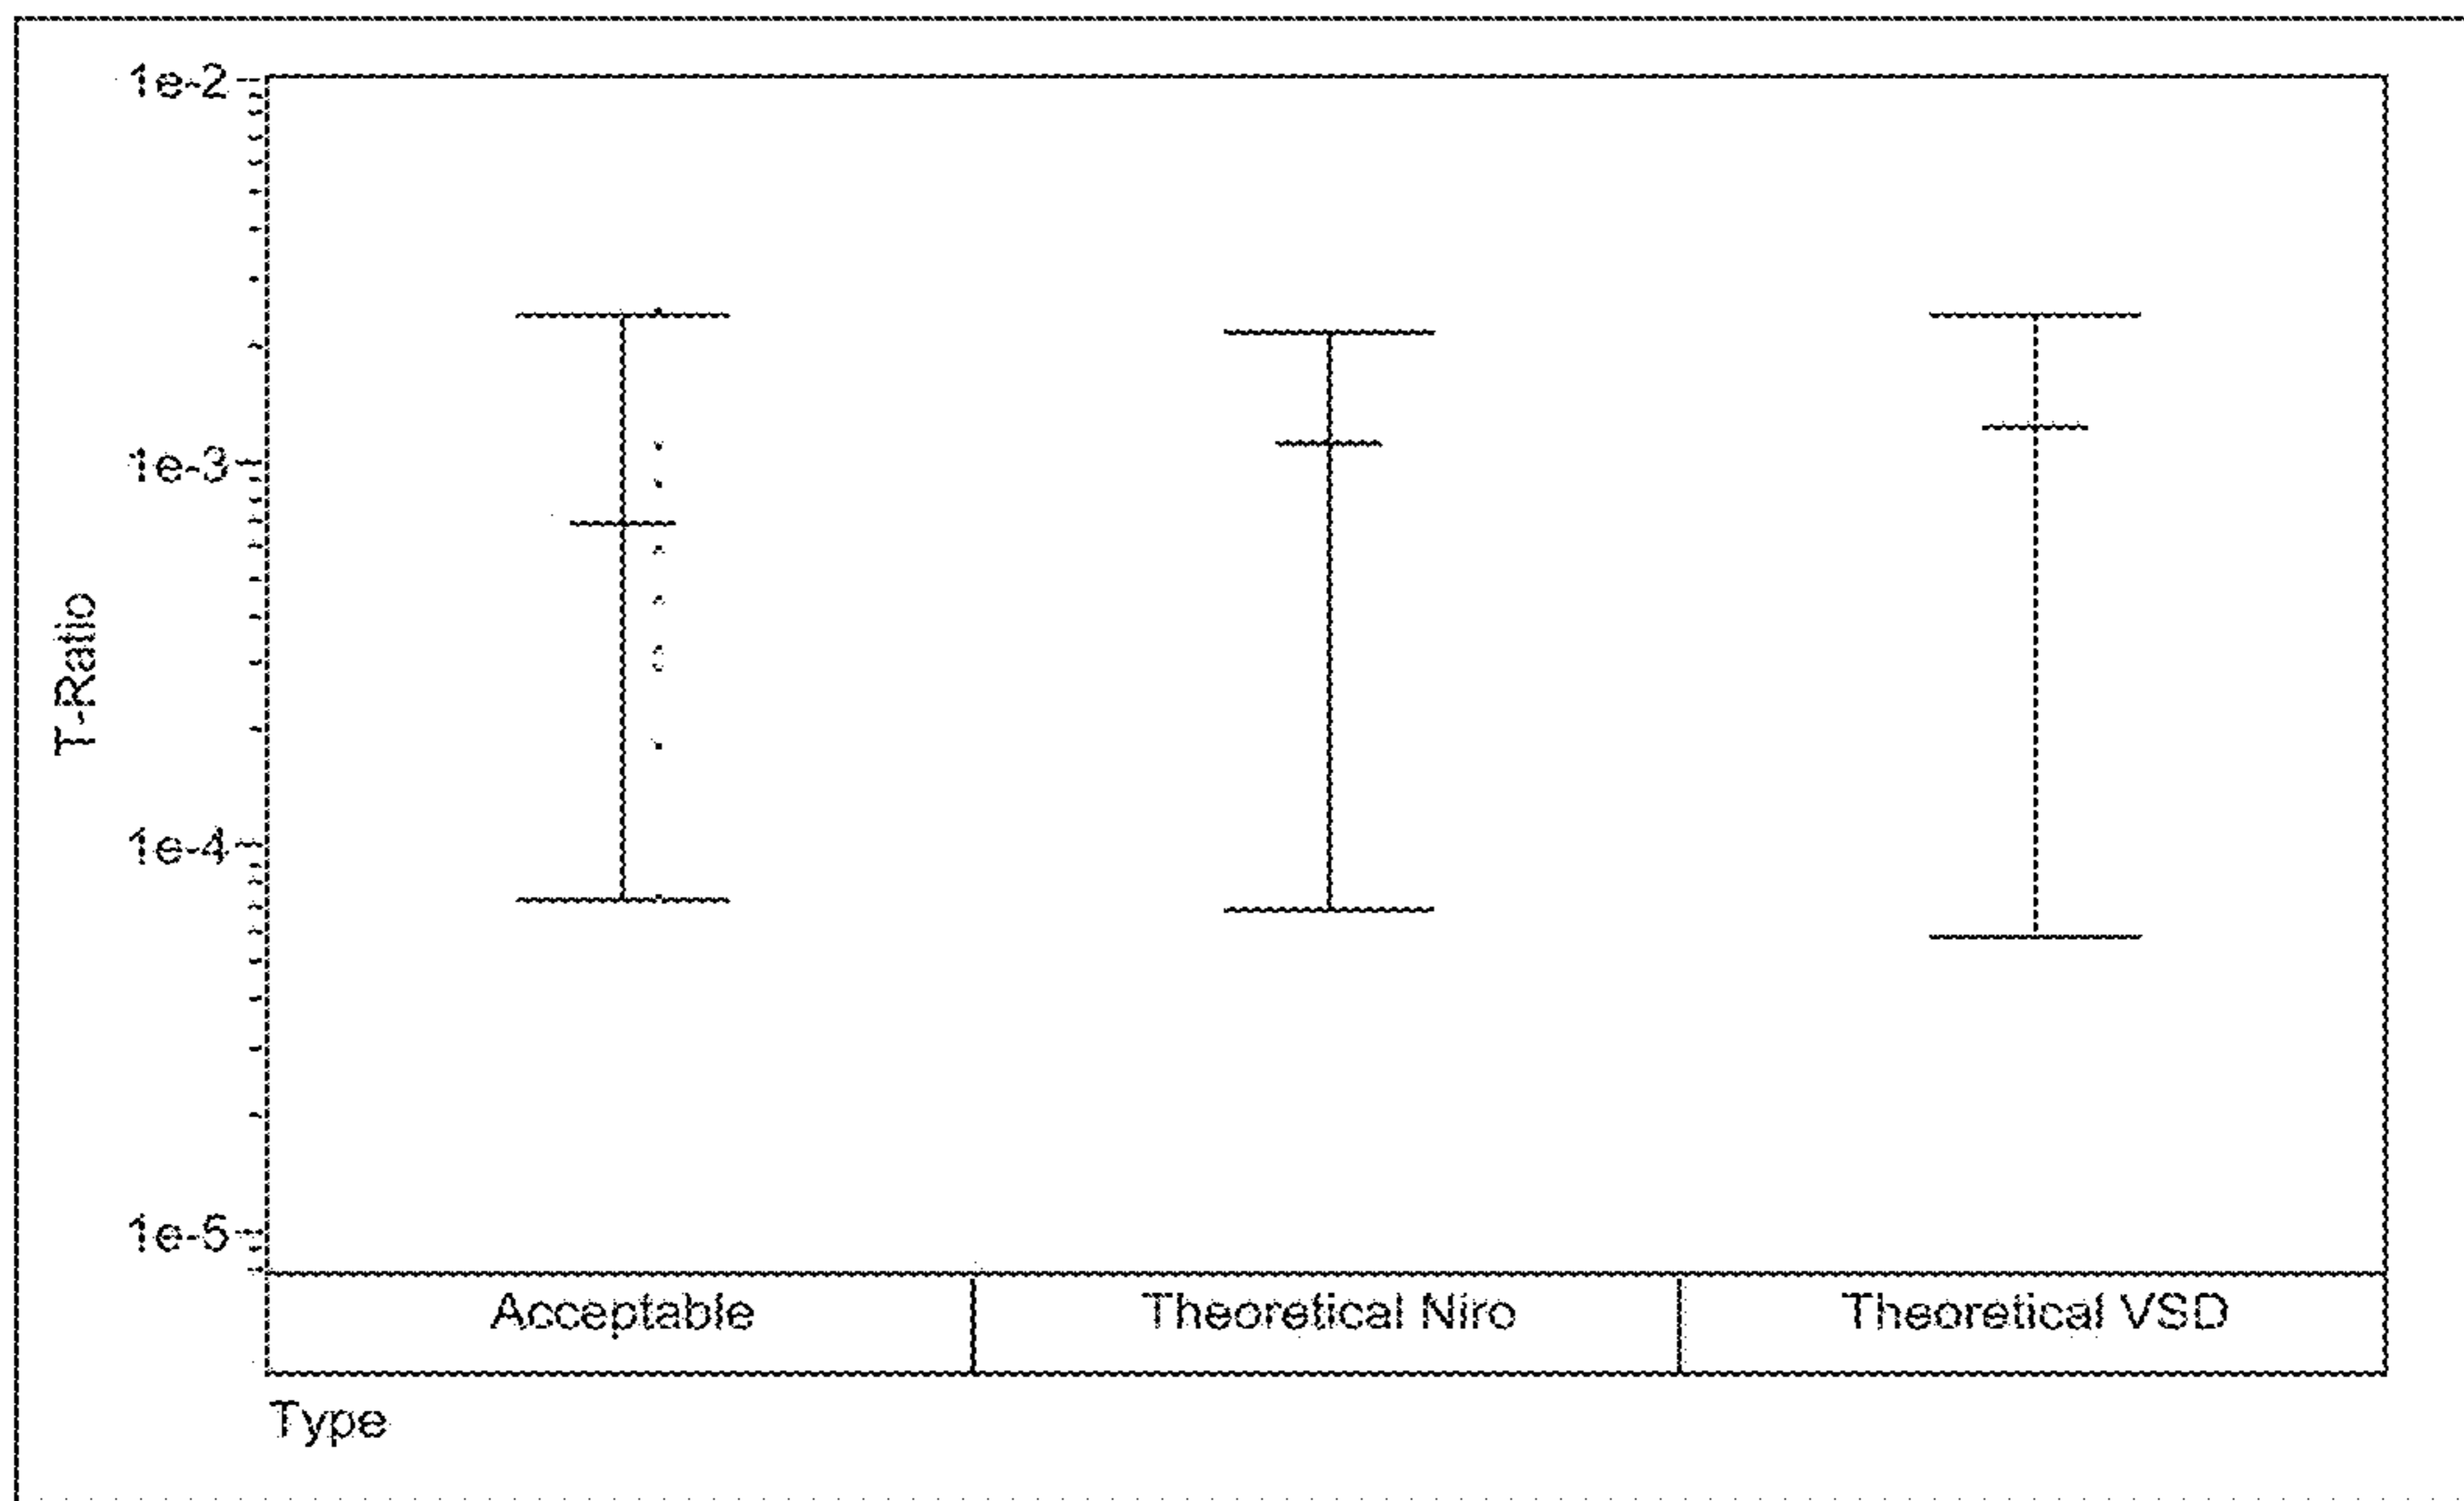 1e-2
1e-3
1e-4
1e-5
T-Ratio
Acceptable
Theoretical Niro
Theoretical VSD
Type